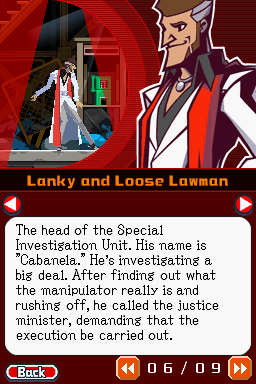 Lanky and Loose Lawman
The head of the Special
Investigation Unit. His name is
"Cabanela." He's investigating a
big deal. After finding out what
the manipulator really is and
rushing off, he called the justice
minister, demanding that the
execution be carried out.
Back
06/09